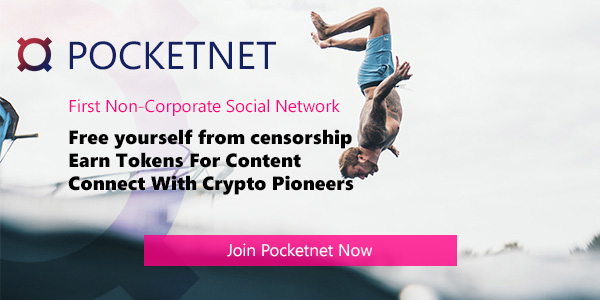 POCKETNET
First Non-Corporate Social Network
Free yourself from censorship
Earn Tokens For Content
Connect With Crypto Pioneers
Join Pocketnet Now